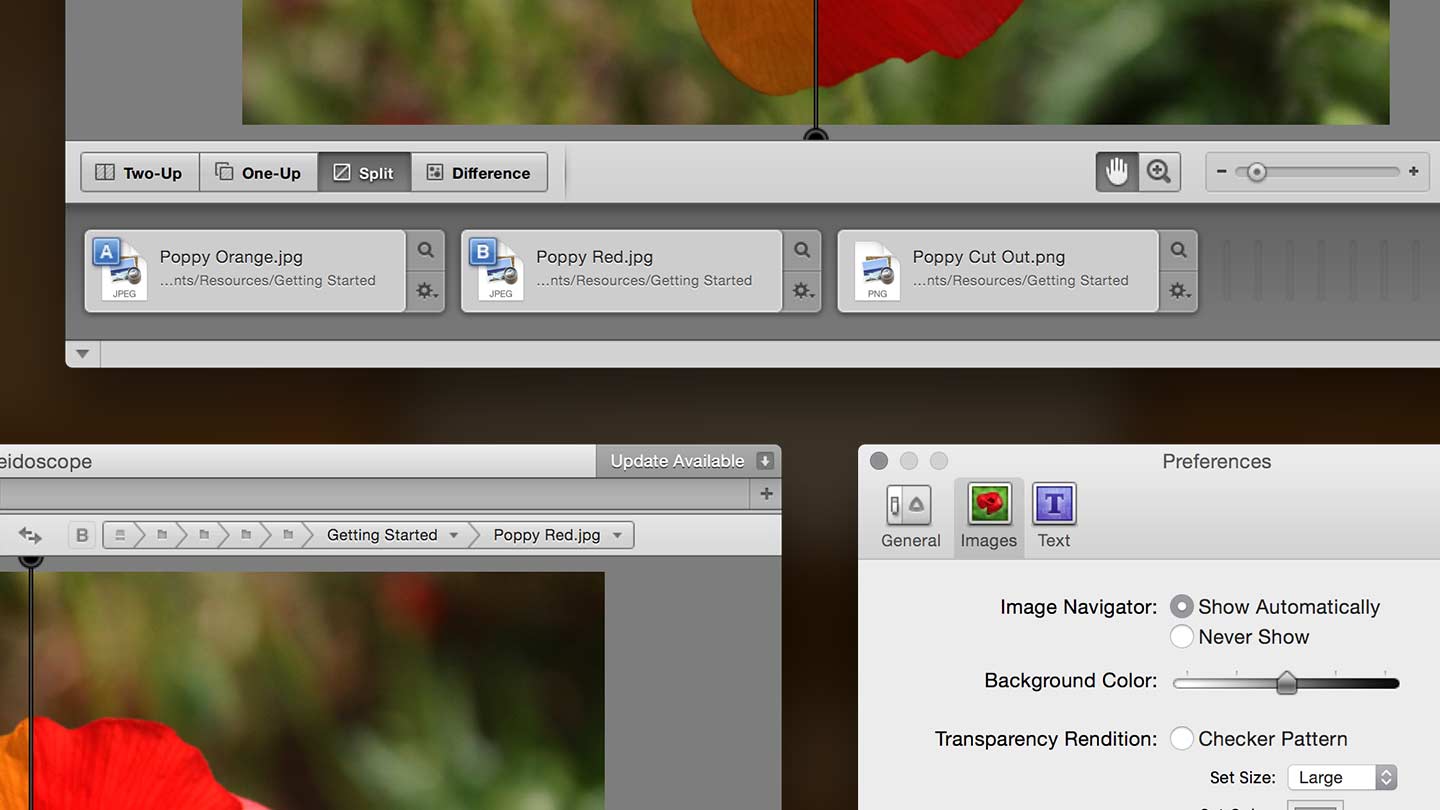 Two-Up One-Up Split Difference
A Poppy Orange.jpg
...nts/Resources/Getting Started
JPEG
B Poppy Red.jpg
...nts/Resources/Getting Started
JPEG
Poppy Cut Out.png
...nts/Resources/Getting Started
PNG
eidoscope Update Available
B Getting Started Poppy Red.jpg
Preferences
General Images Text
Image Navigator: Show Automatically
Never Show
Background Color:
Transparency Rendition: Checker Pattern
Set Size: Large